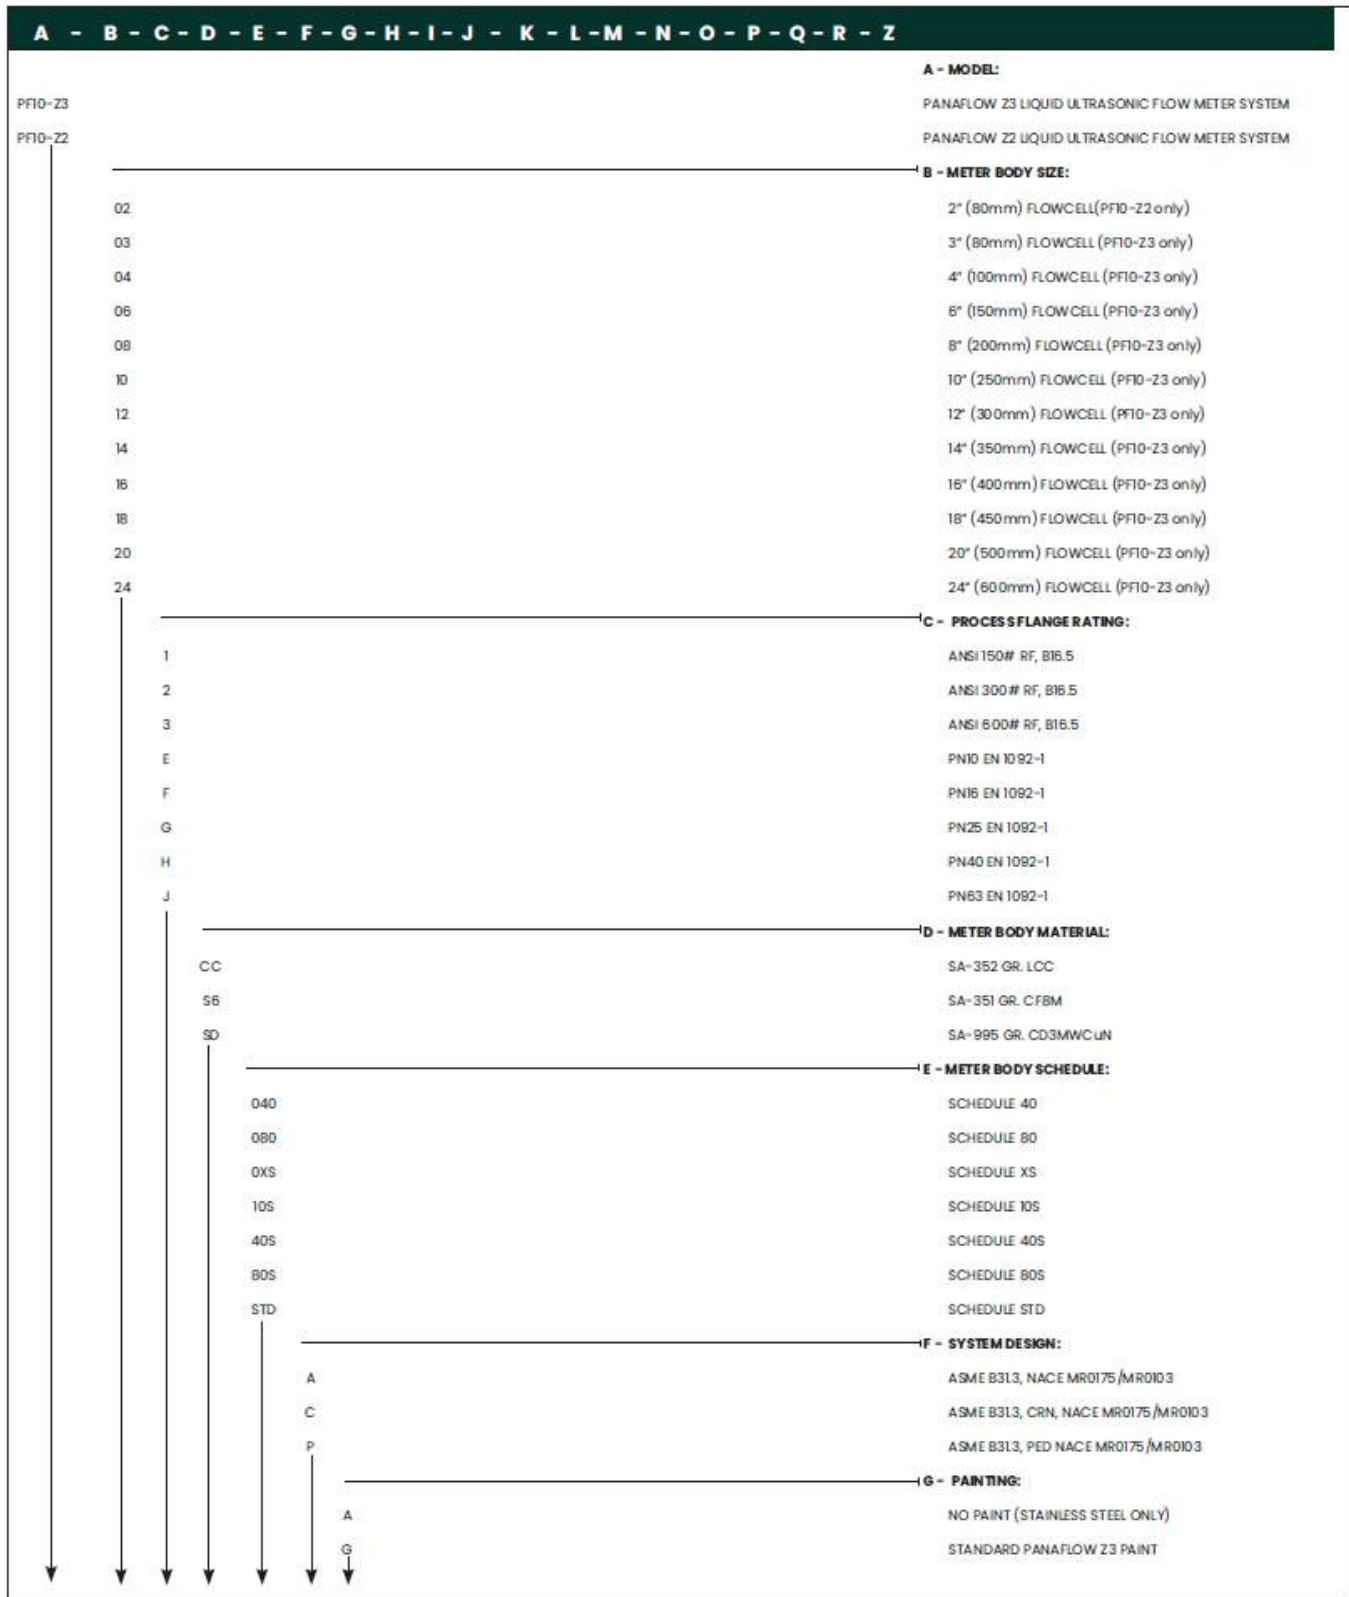 A - B - C - D - E - F - G - H - I - J - K - L - M - N - O - P - Q - R - Z
A - MODEL:
PF10-Z3 PANAFLOW Z3 LIQUID ULTRASONIC FLOW METER SYSTEM
PF10-Z2 PANAFLOW Z2 LIQUID ULTRASONIC FLOW METER SYSTEM
B - METER BODY SIZE:
02 2" (80mm) FLOWCELL(PF10-Z2 only)
03 3" (80mm) FLOWCELL (PF10-Z3 only)
04 4" (100mm) FLOWCELL (PF10-Z3 only)
06 6" (150mm) FLOWCELL (PF10-Z3 only)
08 8" (200mm) FLOWCELL (PF10-Z3 only)
10 10" (250mm) FLOWCELL (PF10-Z3 only)
12 12" (300mm) FLOWCELL (PF10-Z3 only)
14 14" (350mm) FLOWCELL (PF10-Z3 only)
16 16" (400mm) FLOWCELL (PF10-Z3 only)
18 18" (450mm) FLOWCELL (PF10-Z3 only)
20 20" (500mm) FLOWCELL (PF10-Z3 only)
24 24" (600mm) FLOWCELL (PF10-Z3 only)
C - PROCESS FLANGE RATING:
1 ANSI 150# RF, B16.5
2 ANSI 300# RF, B16.5
3 ANSI 600# RF, B16.5
E PN10 EN 1092-1
F PN16 EN 1092-1
G PN25 EN 1092-1
H PN40 EN 1092-1
J PN63 EN 1092-1
D - METER BODY MATERIAL:
CC SA-352 GR. LCC
S6 SA-351 GR. CF8M
SD SA-995 GR. CD3MWCuN
E - METER BODY SCHEDULE:
040 SCHEDULE 40
080 SCHEDULE 80
0XS SCHEDULE XS
10S SCHEDULE 10S
40S SCHEDULE 40S
80S SCHEDULE 80S
STD SCHEDULE STD
F - SYSTEM DESIGN:
A ASME B31.3, NACE MR0175/MR0103
C ASME B31.3, CRN, NACE MR0175/MR0103
P ASME B31.3, PED NACE MR0175/MR0103
G - PAINTING:
A NO PAINT (STAINLESS STEEL ONLY)
G STANDARD PANAFLOW Z3 PAINT